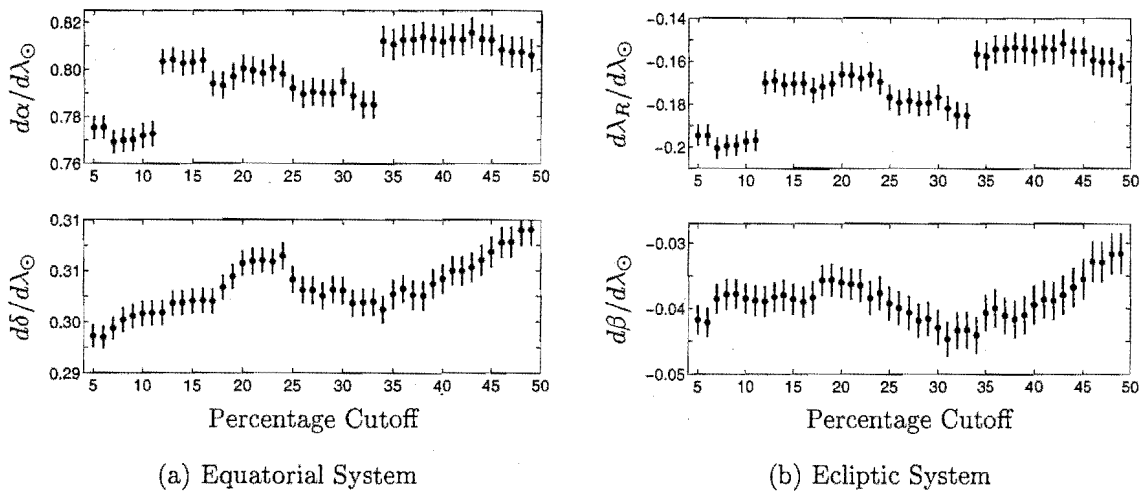 dα/dλ⊙
0.82
0.80
0.78
0.76
5 10 15 20 25 30 35 40 45 50
dδ/dλ⊙
0.31
0.31
0.30
0.29
5 10 15 20 25 30 35 40 45 50
Percentage Cutoff
(a) Equatorial System
dλR/dλ⊙
−0.14
−0.16
−0.18
−0.2
5 10 15 20 25 30 35 40 45 50
dβ/dλ⊙
−0.03
−0.04
−0.05
5 10 15 20 25 30 35 40 45 50
Percentage Cutoff
(b) Ecliptic System